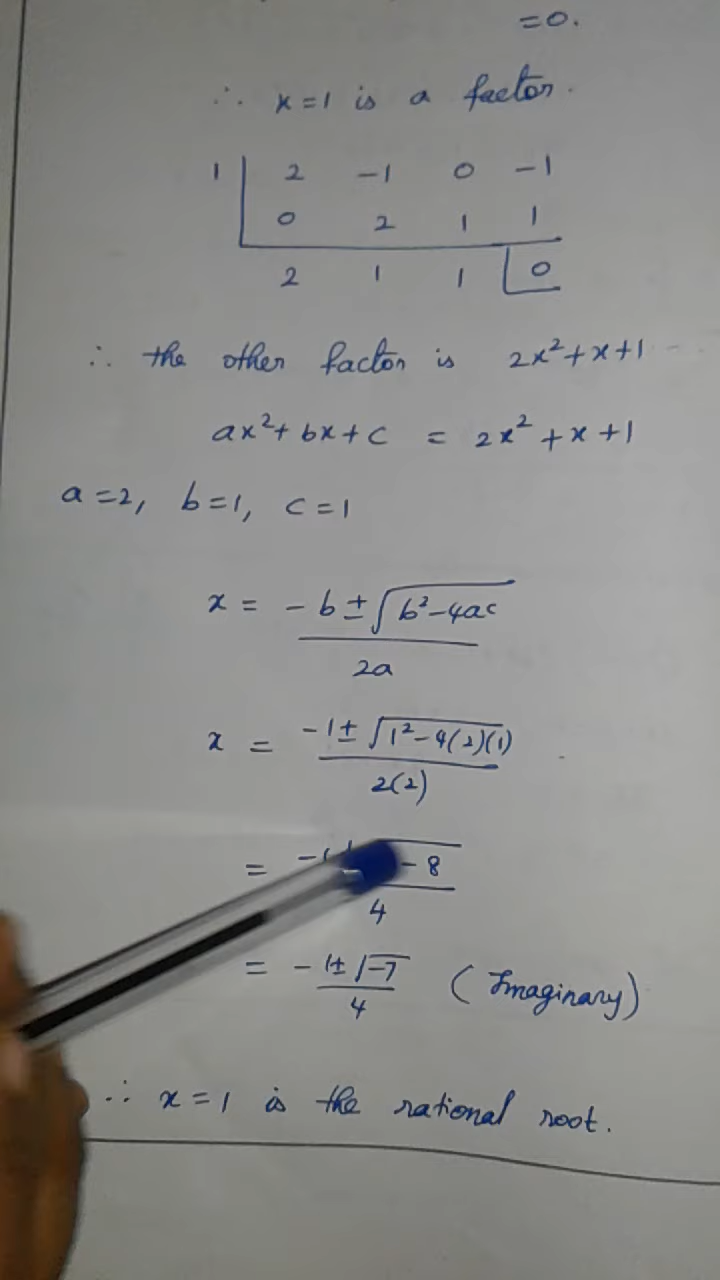 =0.
∴ x=1 is a factor.
1 | 2 -1 0 -1
0 2 1 1
2 1 1 | 0
∴ the other factor is 2x²+x+1
ax²+bx+c = 2x²+x+1
a=2, b=1, c=1
x = -b±√b²-4ac
2a
x = -1±√1²-4(2)(1)
2(2)
= - -8
4
= -1±√-7 (Imaginary)
4
∴ x=1 is the rational root.